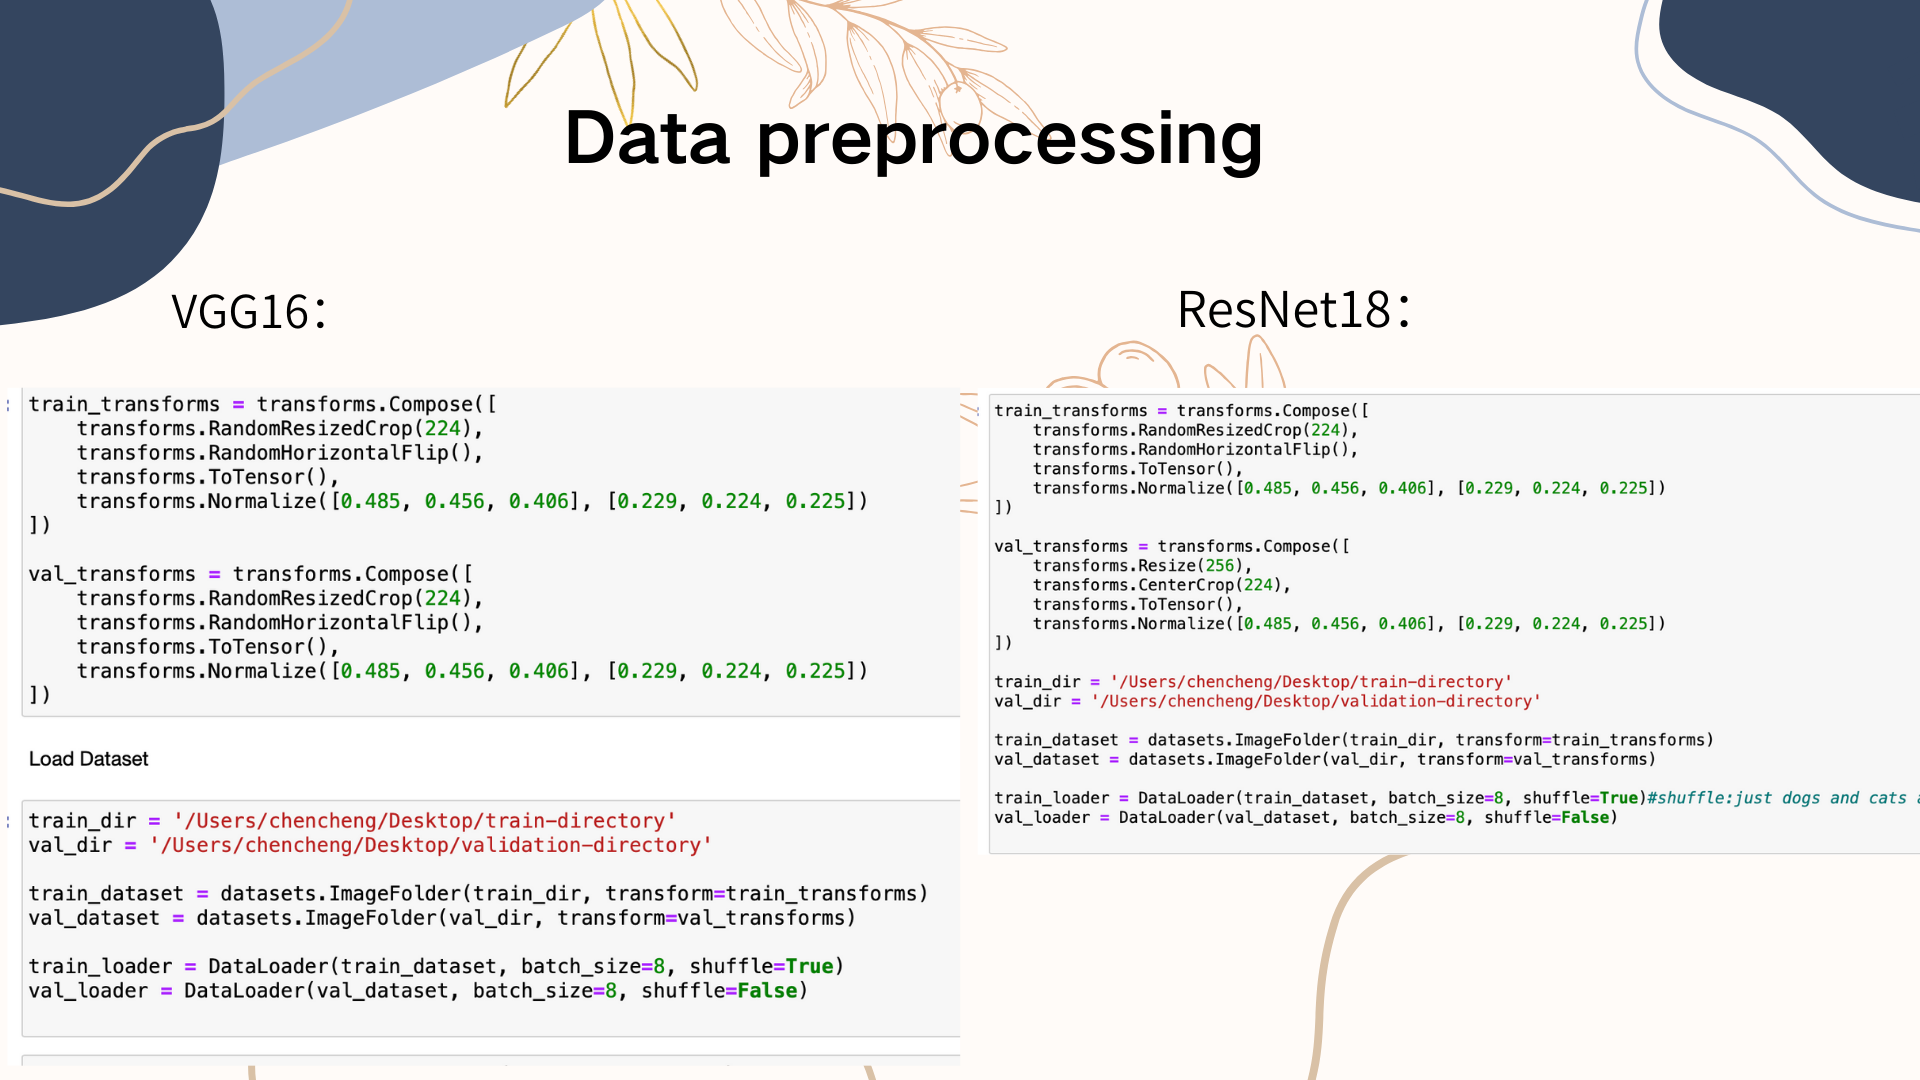 Data preprocessing
VGG16：
train_transforms = transforms.Compose([
    transforms.RandomResizedCrop(224),
    transforms.RandomHorizontalFlip(),
    transforms.ToTensor(),
    transforms.Normalize([0.485, 0.456, 0.406], [0.229, 0.224, 0.225])
])
val_transforms = transforms.Compose([
    transforms.RandomResizedCrop(224),
    transforms.RandomHorizontalFlip(),
    transforms.ToTensor(),
    transforms.Normalize([0.485, 0.456, 0.406], [0.229, 0.224, 0.225])
])
Load Dataset
train_dir = '/Users/chencheng/Desktop/train-directory'
val_dir = '/Users/chencheng/Desktop/validation-directory'
train_dataset = datasets.ImageFolder(train_dir, transform=train_transforms)
val_dataset = datasets.ImageFolder(val_dir, transform=val_transforms)
train_loader = DataLoader(train_dataset, batch_size=8, shuffle=True)
val_loader = DataLoader(val_dataset, batch_size=8, shuffle=False)
ResNet18：
train_transforms = transforms.Compose([
    transforms.RandomResizedCrop(224),
    transforms.RandomHorizontalFlip(),
    transforms.ToTensor(),
    transforms.Normalize([0.485, 0.456, 0.406], [0.229, 0.224, 0.225])
])
val_transforms = transforms.Compose([
    transforms.Resize(256),
    transforms.CenterCrop(224),
    transforms.ToTensor(),
    transforms.Normalize([0.485, 0.456, 0.406], [0.229, 0.224, 0.225])
])
train_dir = '/Users/chencheng/Desktop/train-directory'
val_dir = '/Users/chencheng/Desktop/validation-directory'
train_dataset = datasets.ImageFolder(train_dir, transform=train_transforms)
val_dataset = datasets.ImageFolder(val_dir, transform=val_transforms)
train_loader = DataLoader(train_dataset, batch_size=8, shuffle=True)#shuffle:just dogs and cats
val_loader = DataLoader(val_dataset, batch_size=8, shuffle=False)